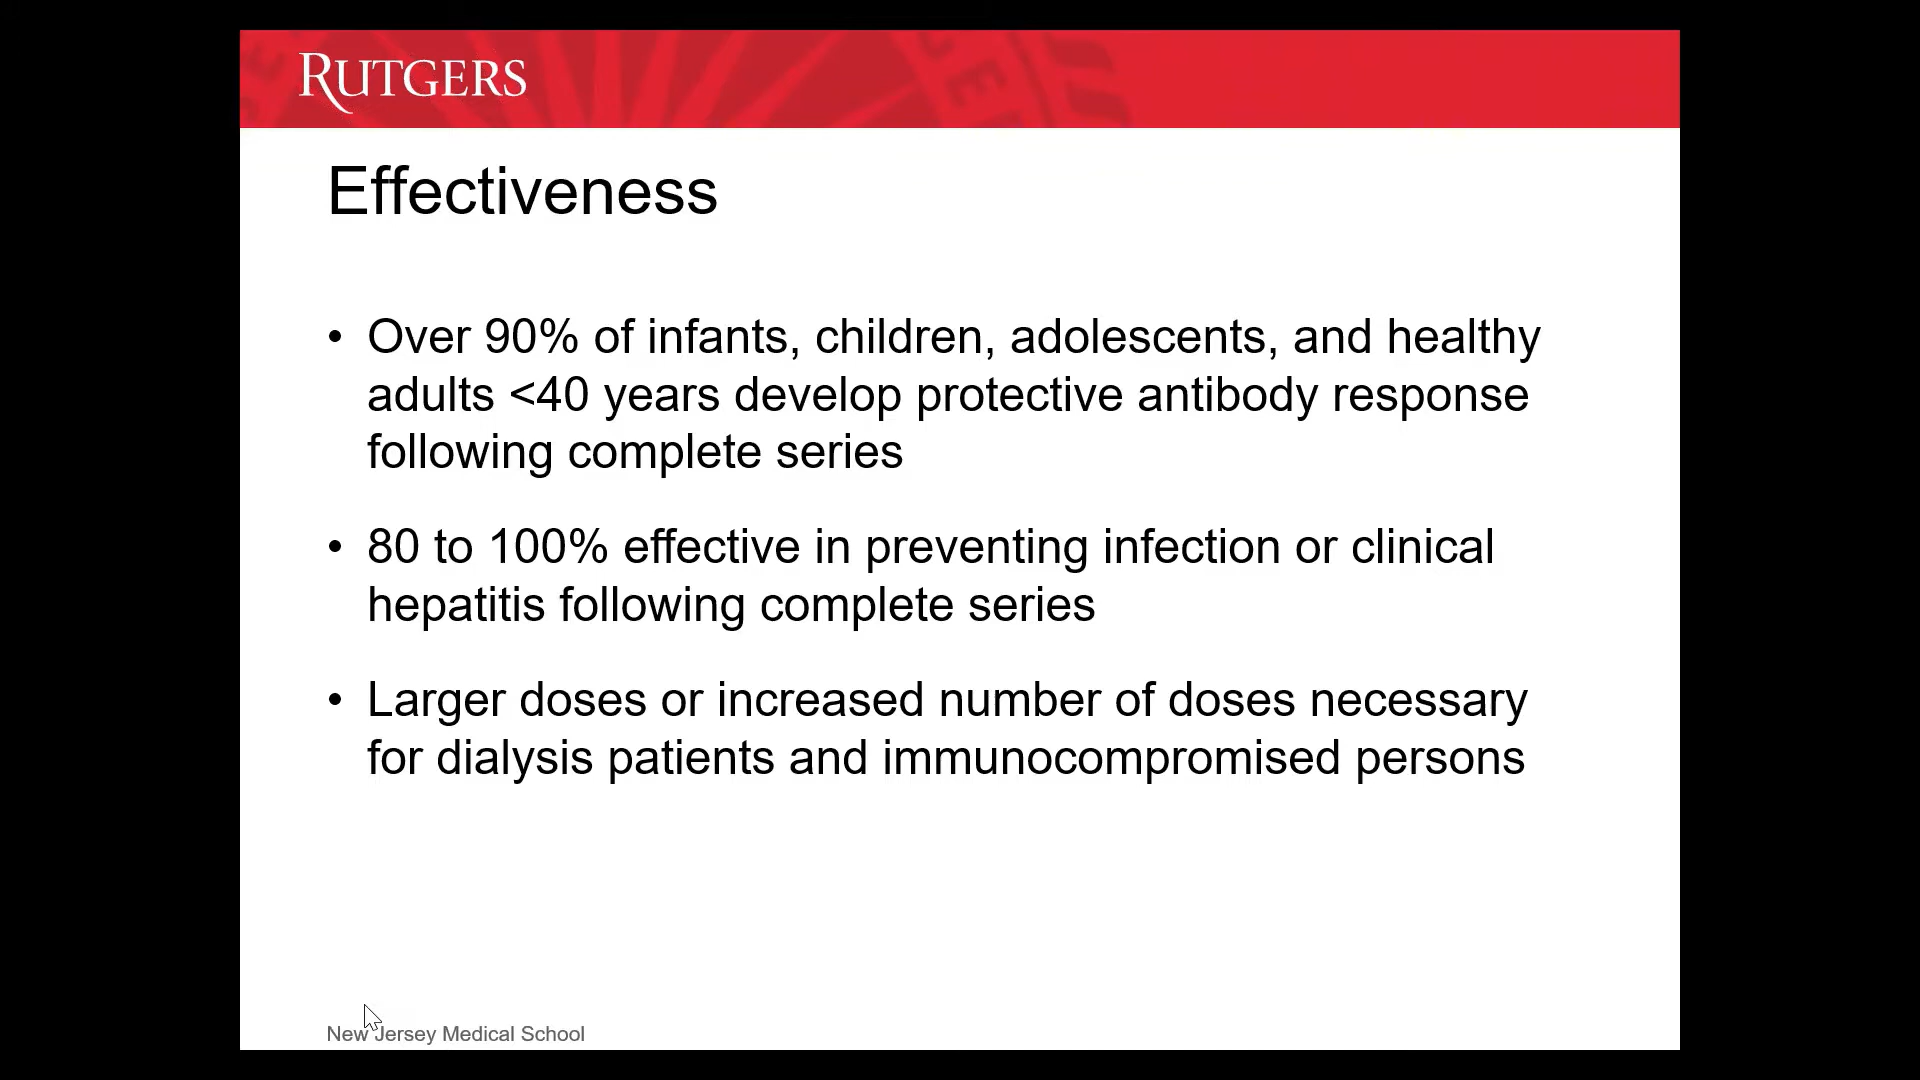 RUTGERS
Effectiveness
• Over 90% of infants, children, adolescents, and healthy
adults <40 years develop protective antibody response
following complete series
• 80 to 100% effective in preventing infection or clinical
hepatitis following complete series
• Larger doses or increased number of doses necessary
for dialysis patients and immunocompromised persons
New Jersey Medical School